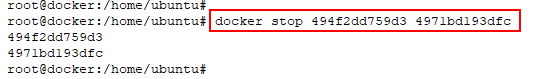 root@docker:/home/ubuntu#
root@docker:/home/ubuntu# docker stop 494f2dd759d3 4971bd193dfc
494f2dd759d3
4971bd193dfc
root@docker:/home/ubuntu#